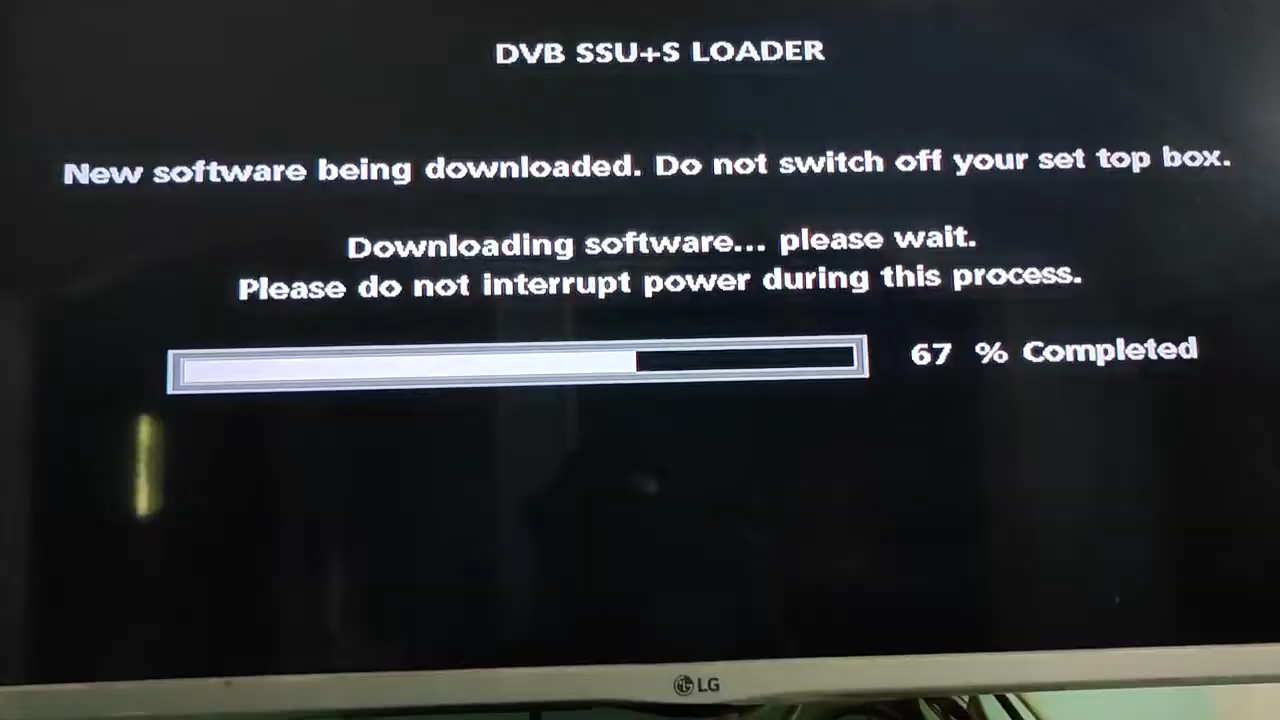 DVB SSU+S LOADER
New software being downloaded. Do not switch off your set top box.
Downloading software... please wait.
Please do not interrupt power during this process.
67 % Completed
LG